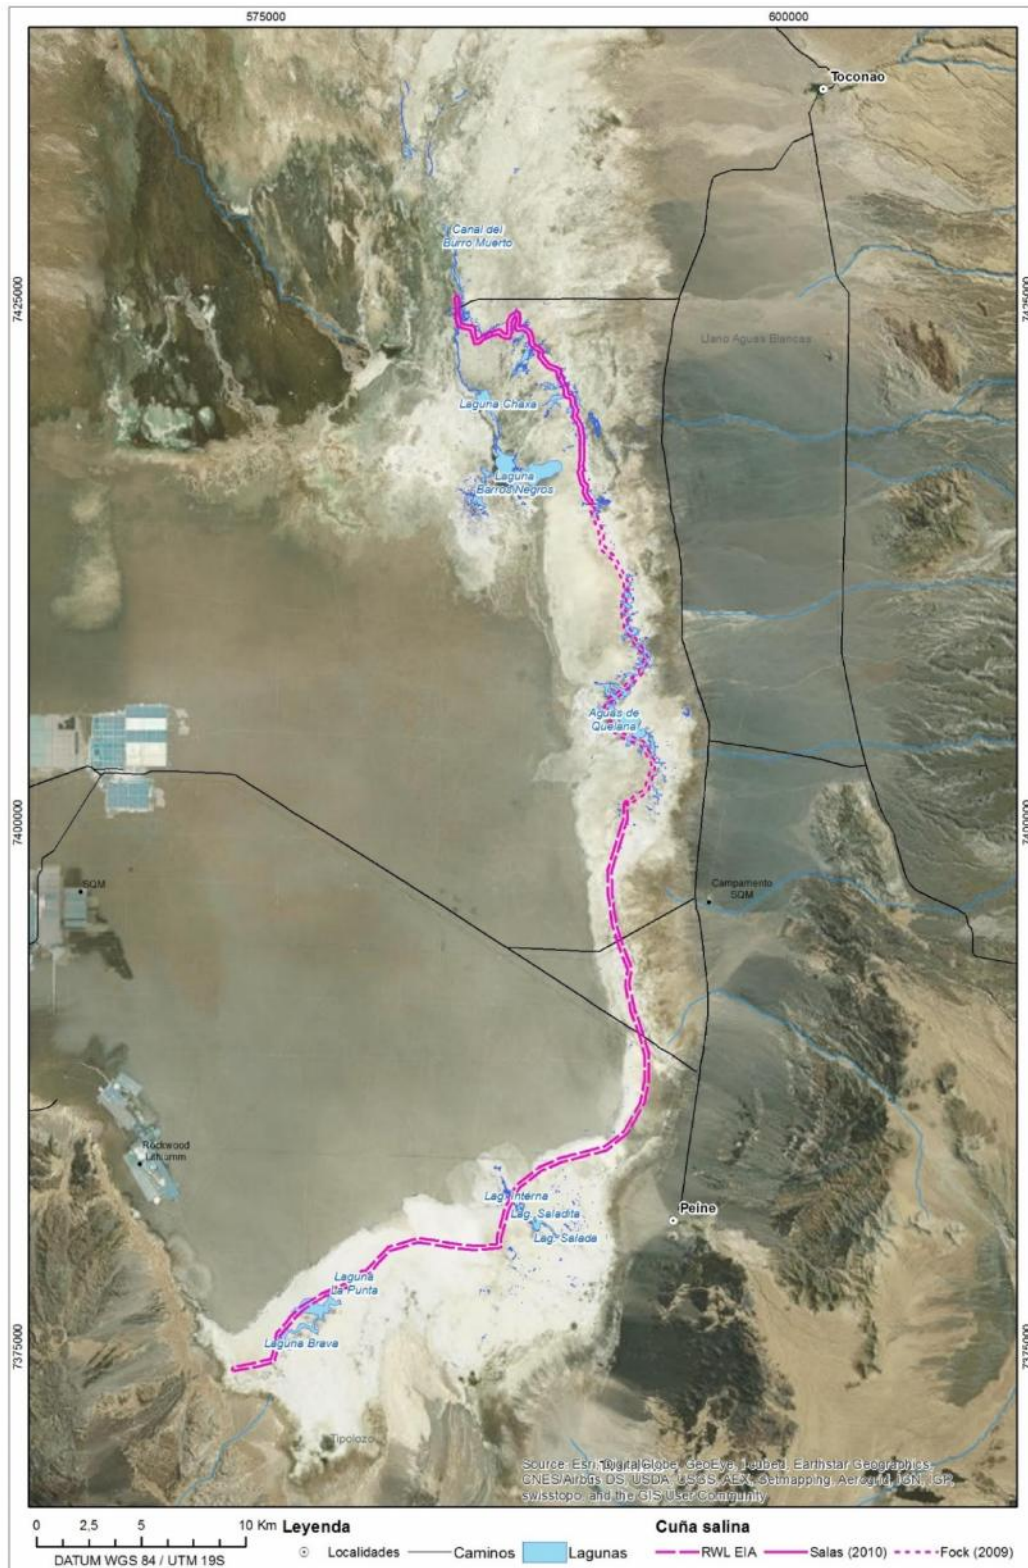 575000
600000
Toconao
Canal del
Burro Muerto
7425000
7425000
Llano Aguas Blancas
Laguna Chaxa
Laguna
Barros Negros
Aguas de
Quelana
7400000
7400000
SQM
Campamento
SQM
Rockwood
Lithiumm
Lag. Interna
Lag. Saladita
Lag. Salada
Peine
Laguna
La Punta
Laguna Brava
7375000
7375000
Tipolozo
Source: Esri, DigitalGlobe, GeoEye, i-cubed, Earthstar Geographics,
CNES/Airbus DS, USDA, USGS, AEX, Getmapping, Aerogrid, IGN, IGP,
swisstopo, and the GIS User Community
0 2,5 5 10 Km
DATUM WGS 84 / UTM 19S
Leyenda
Localidades
Caminos
Lagunas
Cuña salina
RWL EIA
Salas (2010)
Fock (2009)